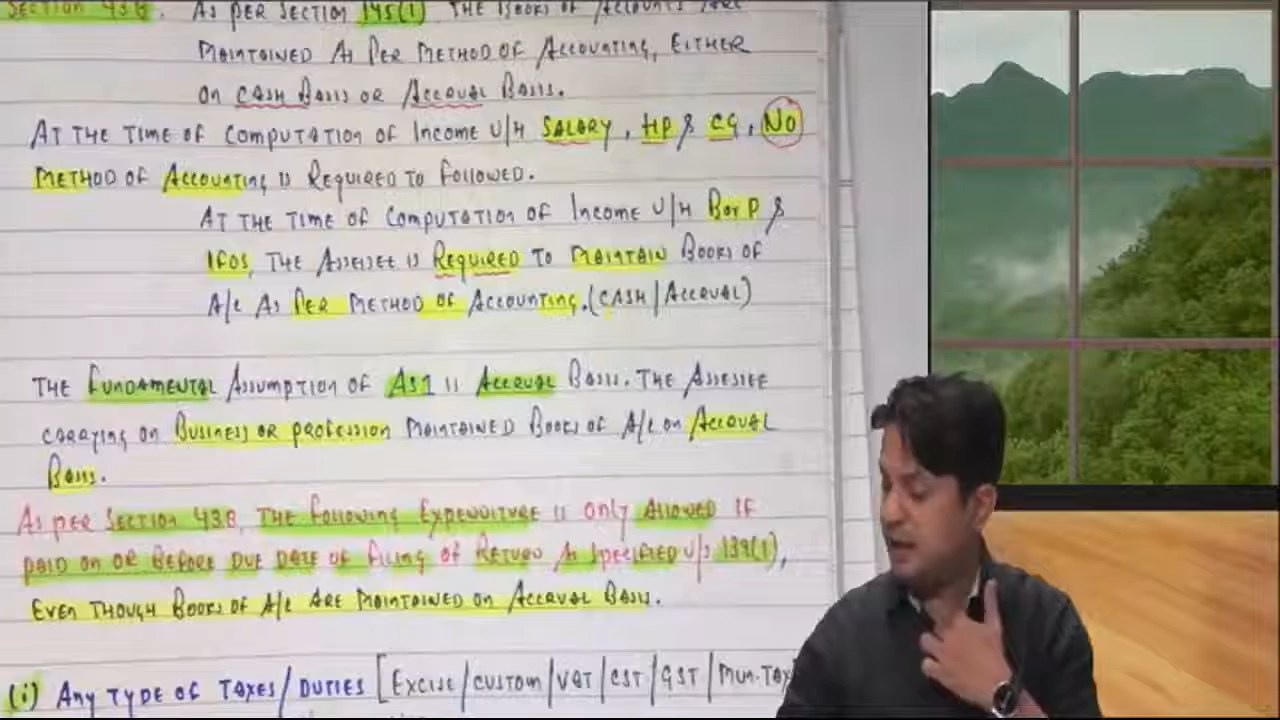 SECTION 43B. AS PER SECTION 145(1) THE BOOKS OF ACCOUNTS ARE
MAINTAINED AS PER METHOD OF ACCOUNTING, EITHER
ON CASH BASIS OR ACCRUAL BASIS.
AT THE TIME OF COMPUTATION OF INCOME U/H SALARY, HP & CG, NO
METHOD OF ACCOUNTING IS REQUIRED TO FOLLOWED.
AT THE TIME OF COMPUTATION OF INCOME U/H BorP &
IFOS, THE ASSESSEE IS REQUIRED TO MAINTAIN BOOKS OF
A/C AS PER METHOD OF ACCOUNTING.(CASH/ACCRUAL)
THE FUNDAMENTAL ASSUMPTION OF AS1 IS ACCRUAL BASIS. THE ASSESSEE
CARRYING ON BUSINESS OR PROFESSION MAINTAINED BOOKS OF A/C ON ACCRUAL
BASIS.
AS PER SECTION 43B, THE FOLLOWING EXPENDITURE IS ONLY ALLOWED IF
PAID ON OR BEFORE DUE DATE OF FILING OF RETURN AS SPECIFIED U/S 139(1),
EVEN THOUGH BOOKS OF A/C ARE MAINTAINED ON ACCRUAL BASIS.
(i) ANY TYPE OF TAXES/DUTIES [EXCISE/CUSTOM/VAT/CST/GST/MUN.TAX